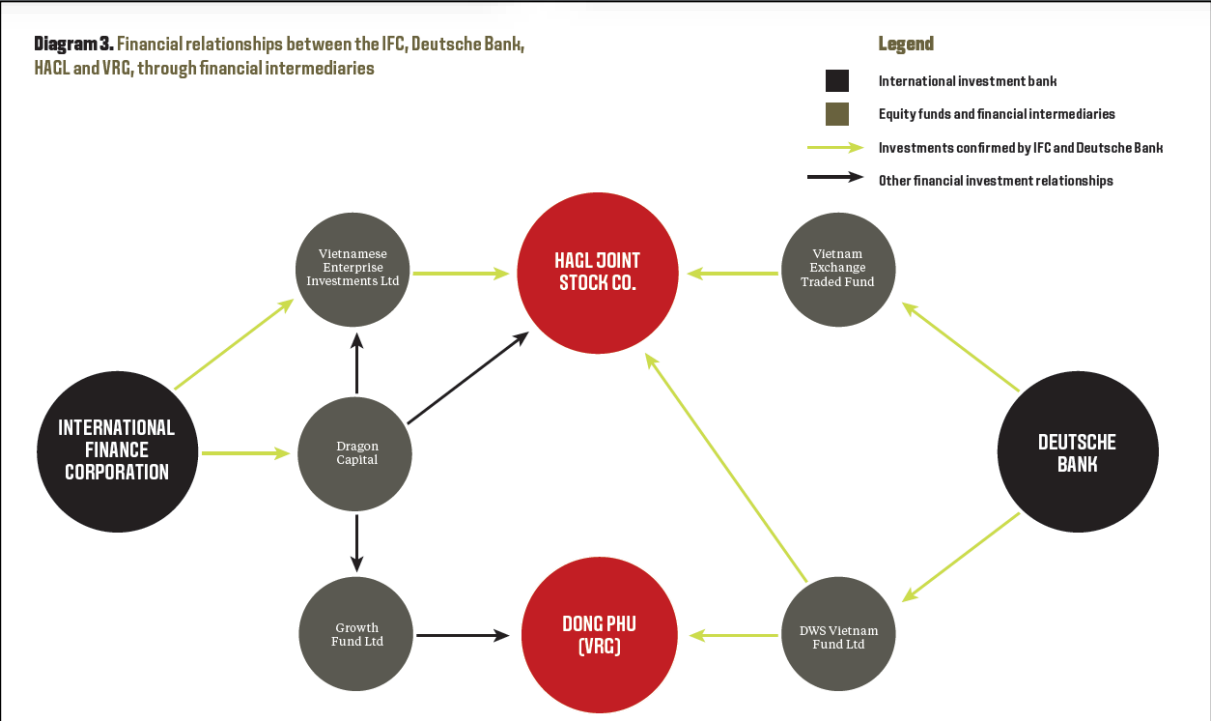 Diagram 3. Financial relationships between the IFC, Deutsche Bank,
HAGL and VRG, through financial intermediaries
Legend
International investment bank
Equity funds and financial intermediaries
Investments confirmed by IFC and Deutsche Bank
Other financial investment relationships
Vietnamese
Enterprise
Investments Ltd
HAGL JOINT
STOCK CO.
Vietnam
Exchange
Traded Fund
INTERNATIONAL
FINANCE
CORPORATION
Dragon
Capital
DEUTSCHE
BANK
Growth
Fund Ltd
DONG PHU
(VRG)
DWS Vietnam
Fund Ltd